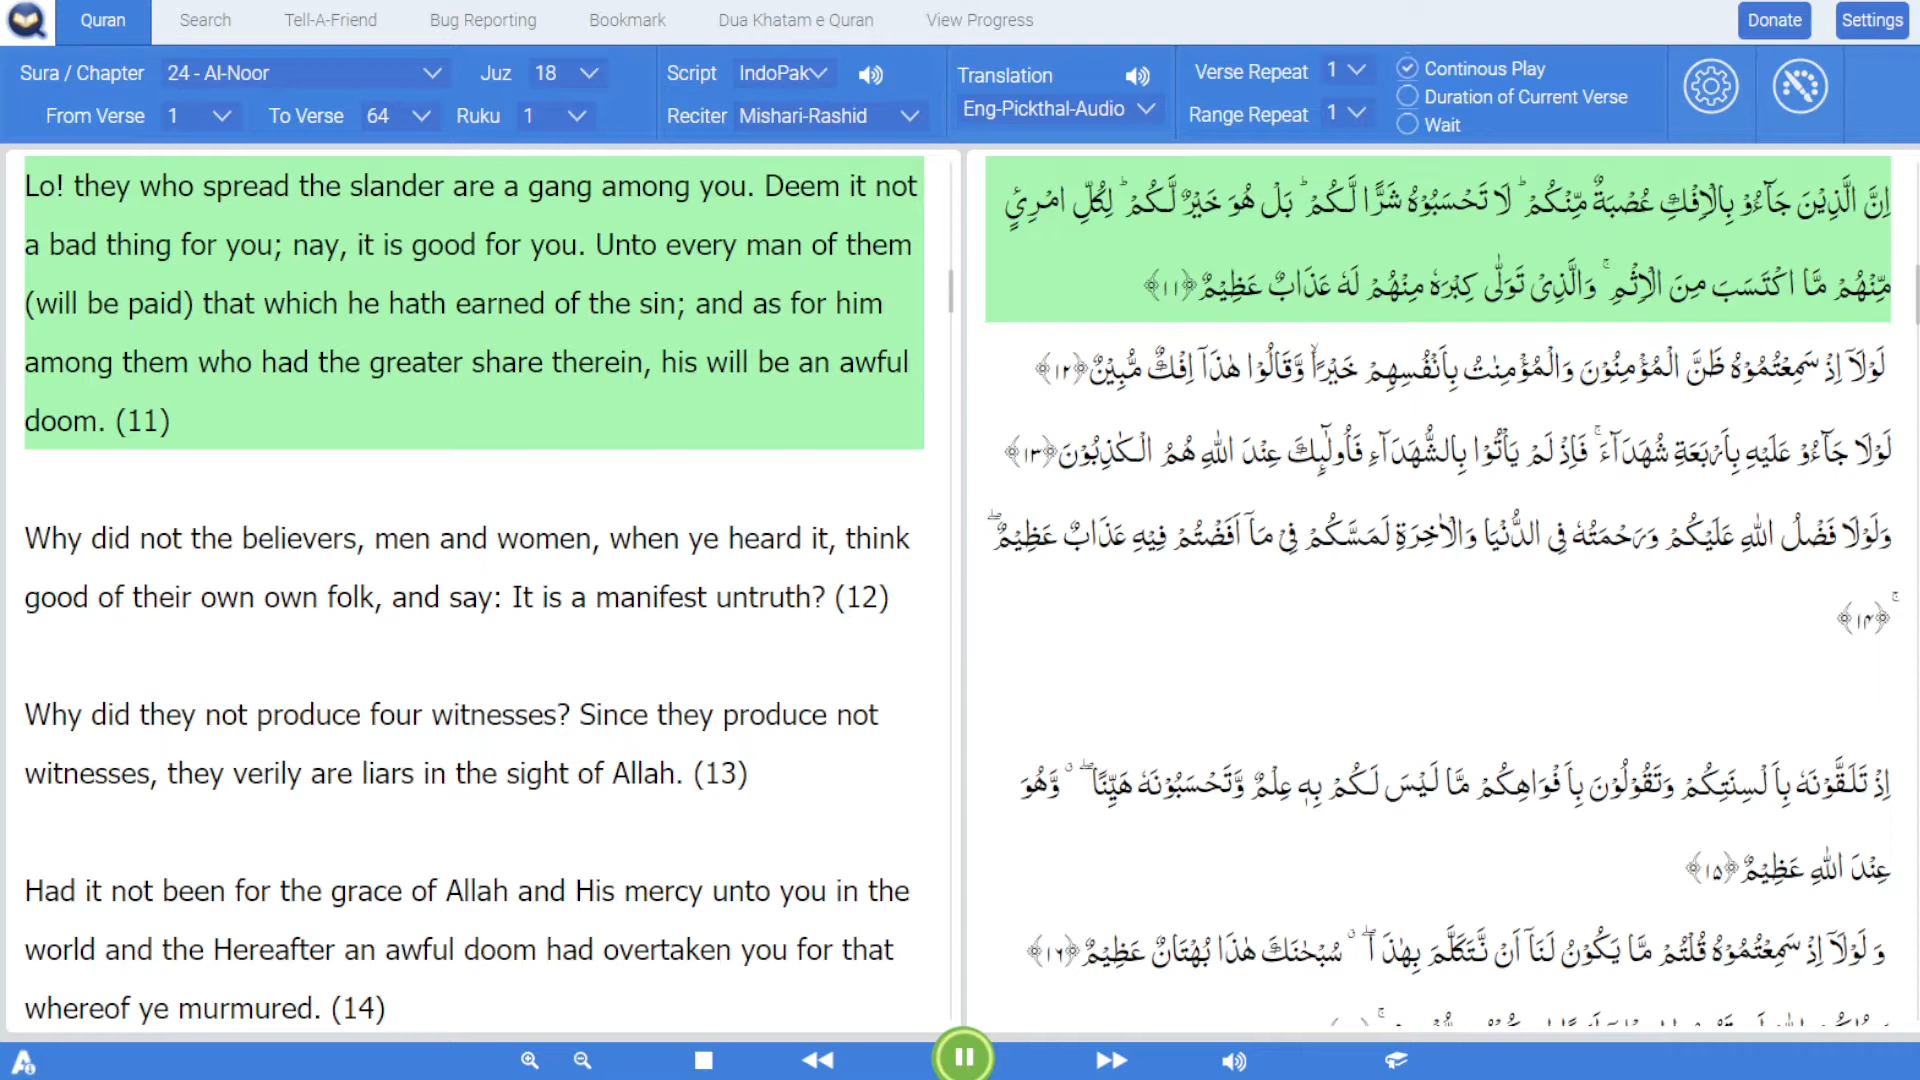 Quran Search Tell-A-Friend Bug Reporting Bookmark Dua Khatam e Quran View Progress Donate Settings
Sura / Chapter 24 - Al-Noor Juz 18
From Verse 1 To Verse 64 Ruku 1
Script IndoPak
Reciter Mishari-Rashid
Translation
Eng-Pickthal-Audio
Verse Repeat 1
Range Repeat 1
Continous Play
Duration of Current Verse
Wait
Lo! they who spread the slander are a gang among you. Deem it not
a bad thing for you; nay, it is good for you. Unto every man of them
(will be paid) that which he hath earned of the sin; and as for him
among them who had the greater share therein, his will be an awful
doom. (11)
Why did not the believers, men and women, when ye heard it, think
good of their own own folk, and say: It is a manifest untruth? (12)
Why did they not produce four witnesses? Since they produce not
witnesses, they verily are liars in the sight of Allah. (13)
Had it not been for the grace of Allah and His mercy unto you in the
world and the Hereafter an awful doom had overtaken you for that
whereof ye murmured. (14)
اِنَّ الَّذِيْنَ جَآءُوْ بِالْاِفْكِ عُصْبَةٌ مِّنْكُمْ ؕ لَا تَحْسَبُوْهُ شَرًّا لَّكُمْ ؕ بَلْ هُوَ خَيْرٌ لَّكُمْ ؕ لِكُلِّ امْرِیٴٍ
مِّنْهُمْ مَّا اكْتَسَبَ مِنَ الْاِثْمِ ۚ وَالَّذِىْ تَوَلّٰى كِبْرَهٗ مِنْهُمْ لَهٗ عَذَابٌ عَظِيْمٌ﴿۱۱﴾
لَوْلَاۤ اِذْ سَمِعْتُمُوْهُ ظَنَّ الْمُؤْمِنُوْنَ وَالْمُؤْمِنٰتُ بِاَنْفُسِهِمْ خَيْرًاۙ وَّقَالُوْا هٰذَاۤ اِفْكٌ مُّبِيْنٌ﴿۱۲﴾
لَوْلَا جَآءُوْ عَلَيْهِ بِاَرْبَعَةِ شُهَدَآءَ ۚ فَاِذْ لَمْ يَاْتُوْا بِالشُّهَدَآءِ فَاُولٰٓٮِٕكَ عِنْدَ اللّٰهِ هُمُ الْـكٰذِبُوْنَ﴿۱۳﴾
وَلَوْلَا فَضْلُ اللّٰهِ عَلَيْكُمْ وَرَحْمَتُهٗ فِى الدُّنْيَا وَالْاٰخِرَةِ لَمَسَّكُمْ فِىْ مَاۤ اَفَضْتُمْ فِيْهِ عَذَابٌ عَظِيْمٌ ۖ
ۚ ﴿۱۴﴾
اِذْ تَلَقَّوْنَهٗ بِاَ لْسِنَتِكُمْ وَتَقُوْلُوْنَ بِاَ فْوَاهِكُمْ مَّا لَـيْسَ لَـكُمْ بِهٖ عِلْمٌ وَّتَحْسَبُوْنَهٗ هَيِّنًا ۖ ۙ وَّهُوَ
عِنْدَ اللّٰهِ عَظِيْمٌ﴿۱۵﴾
وَ لَوْلَاۤ اِذْ سَمِعْتُمُوْهُ قُلْتُمْ مَّا يَكُوْنُ لَـنَاۤ اَنْ نَّـتَكَلَّمَ بِهٰذَ ا ۖ ۙ سُبْحٰنَكَ هٰذَا بُهْتَانٌ عَظِيْمٌ﴿۱۶﴾